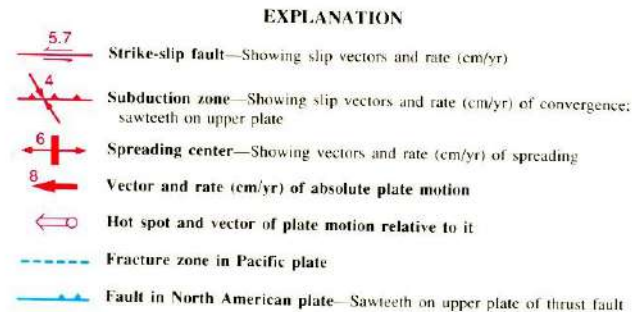 EXPLANATION
5.7
Strike-slip fault—Showing slip vectors and rate (cm/yr)
4
Subduction zone—Showing slip vectors and rate (cm/yr) of convergence;
sawteeth on upper plate
6
Spreading center—Showing vectors and rate (cm/yr) of spreading
8
Vector and rate (cm/yr) of absolute plate motion
Hot spot and vector of plate motion relative to it
Fracture zone in Pacific plate
Fault in North American plate—Sawteeth on upper plate of thrust fault